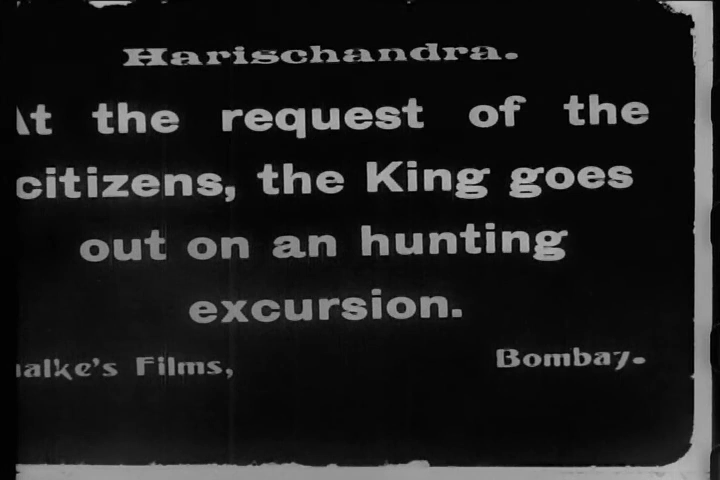 Harischandra.
At the request of the
citizens, the King goes
out on an hunting
excursion.
Films, Bombay.